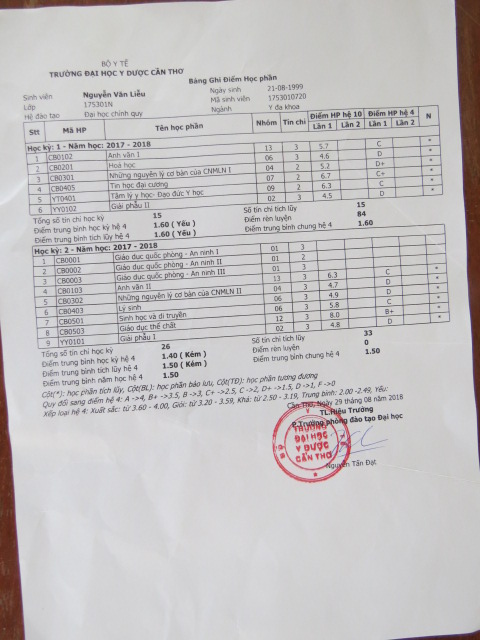 BỘ Y TẾ
TRƯỜNG ĐẠI HỌC Y DƯỢC CẦN THƠ
Bảng Ghi Điểm Học phần
Sinh viên Nguyễn Văn Liễu Ngày sinh 21-08-1999
Lớp 175301N Mã sinh viên 1753010720
Hệ đào tạo Đại học chính quy Ngành Y đa khoa
Stt Mã HP Tên học phần Nhóm Tín chỉ Điểm HP hệ 10 Điểm HP hệ 4 N
Lần 1 Lần 2 Lần 1 Lần 2
Học kỳ: 1 - Năm học: 2017 - 2018
1 CB0102 Anh văn I 13 3 5.7 C *
2 CB0201 Hoá học 06 3 4.6 D *
3 CB0301 Những nguyên lý cơ bản của CNMLN I 04 2 5.2 D+ *
4 CB0405 Tin học đại cương 07 2 6.7 C+ *
5 YT0401 Tâm lý y học- Đạo đức Y học 09 2 6.3 C *
6 YY0102 Giải phẫu II 02 3 4.5 D *
Tổng số tín chỉ học kỳ 15 Số tín chỉ tích lũy 15
Điểm trung bình học kỳ hệ 4 1.60 ( Yếu ) Điểm rèn luyện 84
Điểm trung bình tích lũy hệ 4 1.60 ( Yếu ) Điểm trung bình chung hệ 4 1.60
Học kỳ: 2 - Năm học: 2017 - 2018
1 CB0001 Giáo dục quốc phòng - An ninh I 01 3
2 CB0002 Giáo dục quốc phòng - An ninh II 01 2
3 CB0003 Giáo dục quốc phòng - An ninh III 01 3
4 CB0103 Anh văn II 13 3 6.3 C *
5 CB0302 Những nguyên lý cơ bản của CNMLN II 04 3 4.7 D *
6 CB0403 Lý sinh 06 3 4.9 D *
7 CB0501 Sinh học và di truyền 06 3 5.8 C *
8 CB0503 Giáo dục thể chất 12 3 8.0 B+ *
9 YY0101 Giải phẫu I 02 3 4.8 D *
Tổng số tín chỉ học kỳ 26 Số tín chỉ tích lũy 33
Điểm trung bình học kỳ hệ 4 1.40 ( Kém ) Điểm rèn luyện 0
Điểm trung bình tích lũy hệ 4 1.50 ( Kém ) Điểm trung bình chung hệ 4 1.50
Điểm trung bình năm học 1.50
Cột(*): học phần tích lũy, Cột(BL): học phần bảo lưu, Cột(TĐ): học phần tương đương
Quy đổi sang điểm hệ 4: A ->4, B+ ->3.5, B ->3, C+ ->2.5, C ->2, D+ ->1.5, D ->1, F ->0
Xếp loại hệ 4: Xuất sắc: từ 3.60 - 4.00, Giỏi: từ 3.20 - 3.59, Khá: từ 2.50 - 3.19, Trung bình: 2.00 -2.49, Yếu:
Cần Thơ, Ngày 29 tháng 08 năm 2018
TL.Hiệu Trưởng
P.Trưởng phòng đào tạo Đại học
TRƯỜNG
ĐẠI HỌC
Y DƯỢC
CẦN THƠ
Nguyễn Tấn Đạt